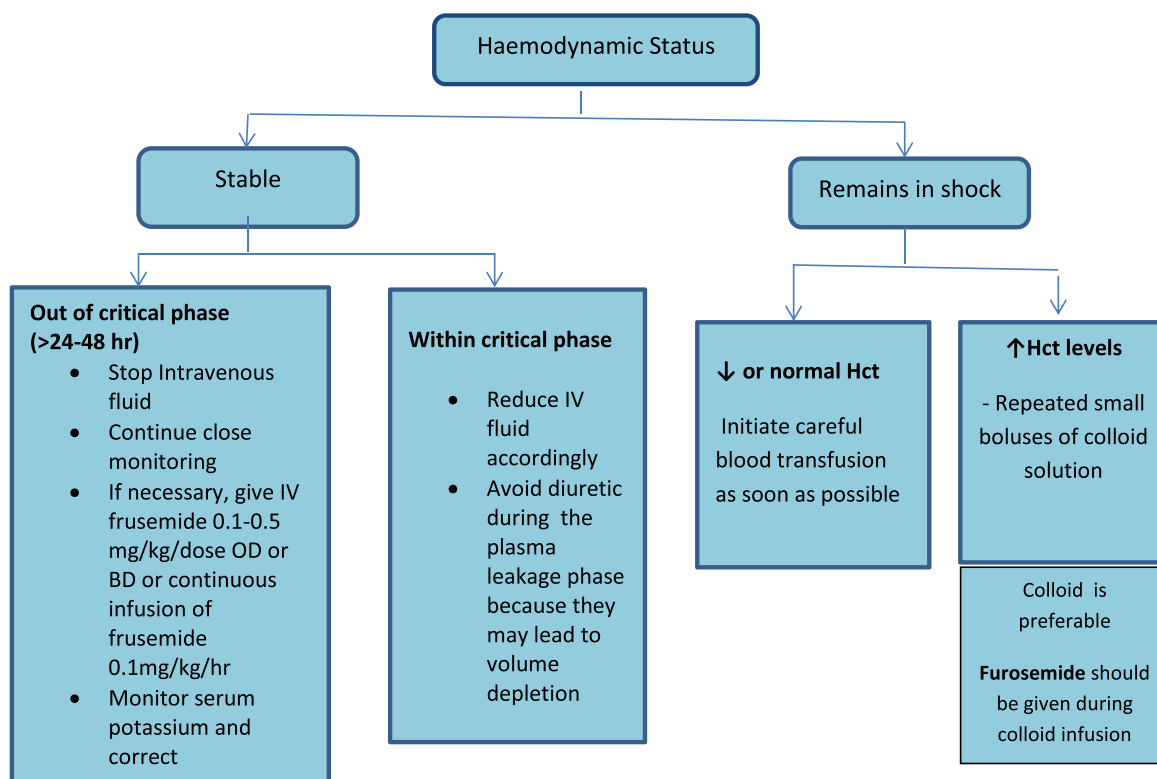 Haemodynamic Status
Stable
Remains in shock
Out of critical phase
(>24-48 hr)
• Stop Intravenous
fluid
• Continue close
monitoring
• If necessary, give IV
frusemide 0.1-0.5
mg/kg/dose OD or
BD or continuous
infusion of
frusemide
0.1mg/kg/hr
• Monitor serum
potassium and
correct
Within critical phase
• Reduce IV
fluid
accordingly
• Avoid diuretic
during the
plasma
leakage phase
because they
may lead to
volume
depletion
↓ or normal Hct
Initiate careful
blood transfusion
as soon as possible
↑Hct levels
- Repeated small
boluses of colloid
solution
Colloid is
preferable
Furosemide should
be given during
colloid infusion